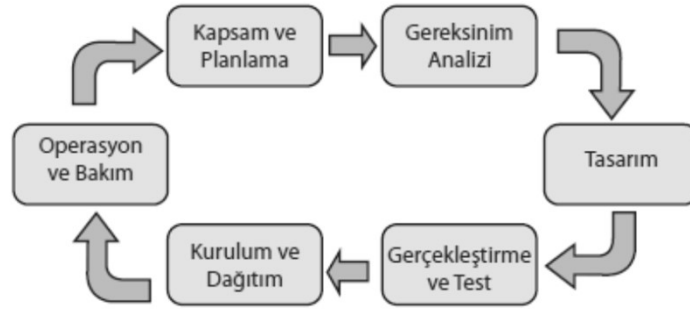 Kapsam ve
Planlama
Gereksinim
Analizi
Tasarım
Gerçekleştirme
ve Test
Kurulum ve
Dağıtım
Operasyon
ve Bakım